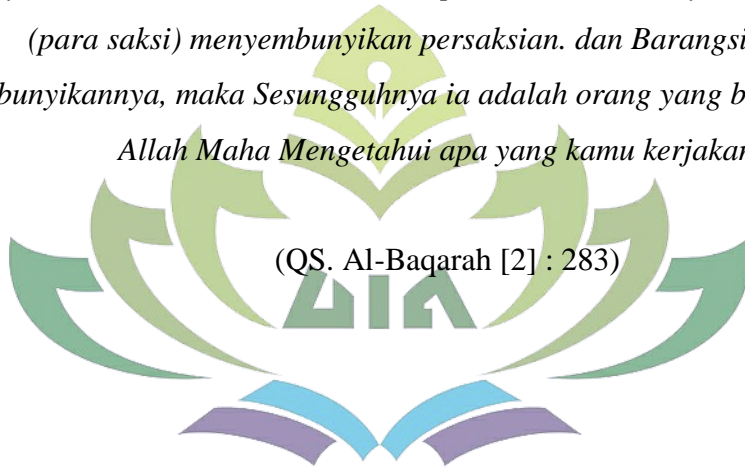 (para saksi) menyembunyikan persaksian. dan Barangsi
bunyikannya, maka Sesungguhnya ia adalah orang yang b
Allah Maha Mengetahui apa yang kamu kerjakan
(QS. Al-Baqarah [2] : 283)
UIN